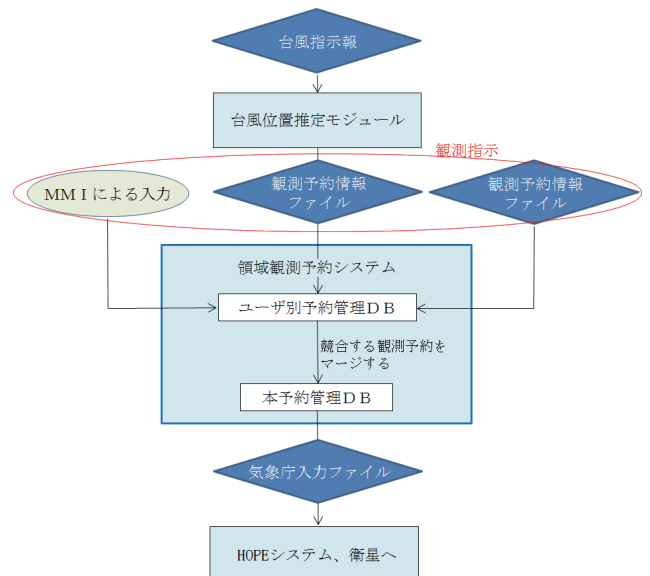 台風指示報
台風位置推定モジュール
観測指示
MMIによる入力
観測予約情報
ファイル
観測予約情報
ファイル
領域観測予約システム
ユーザ別予約管理DB
競合する観測予約を
マージする
本予約管理DB
気象庁入力ファイル
HOPEシステム、衛星へ